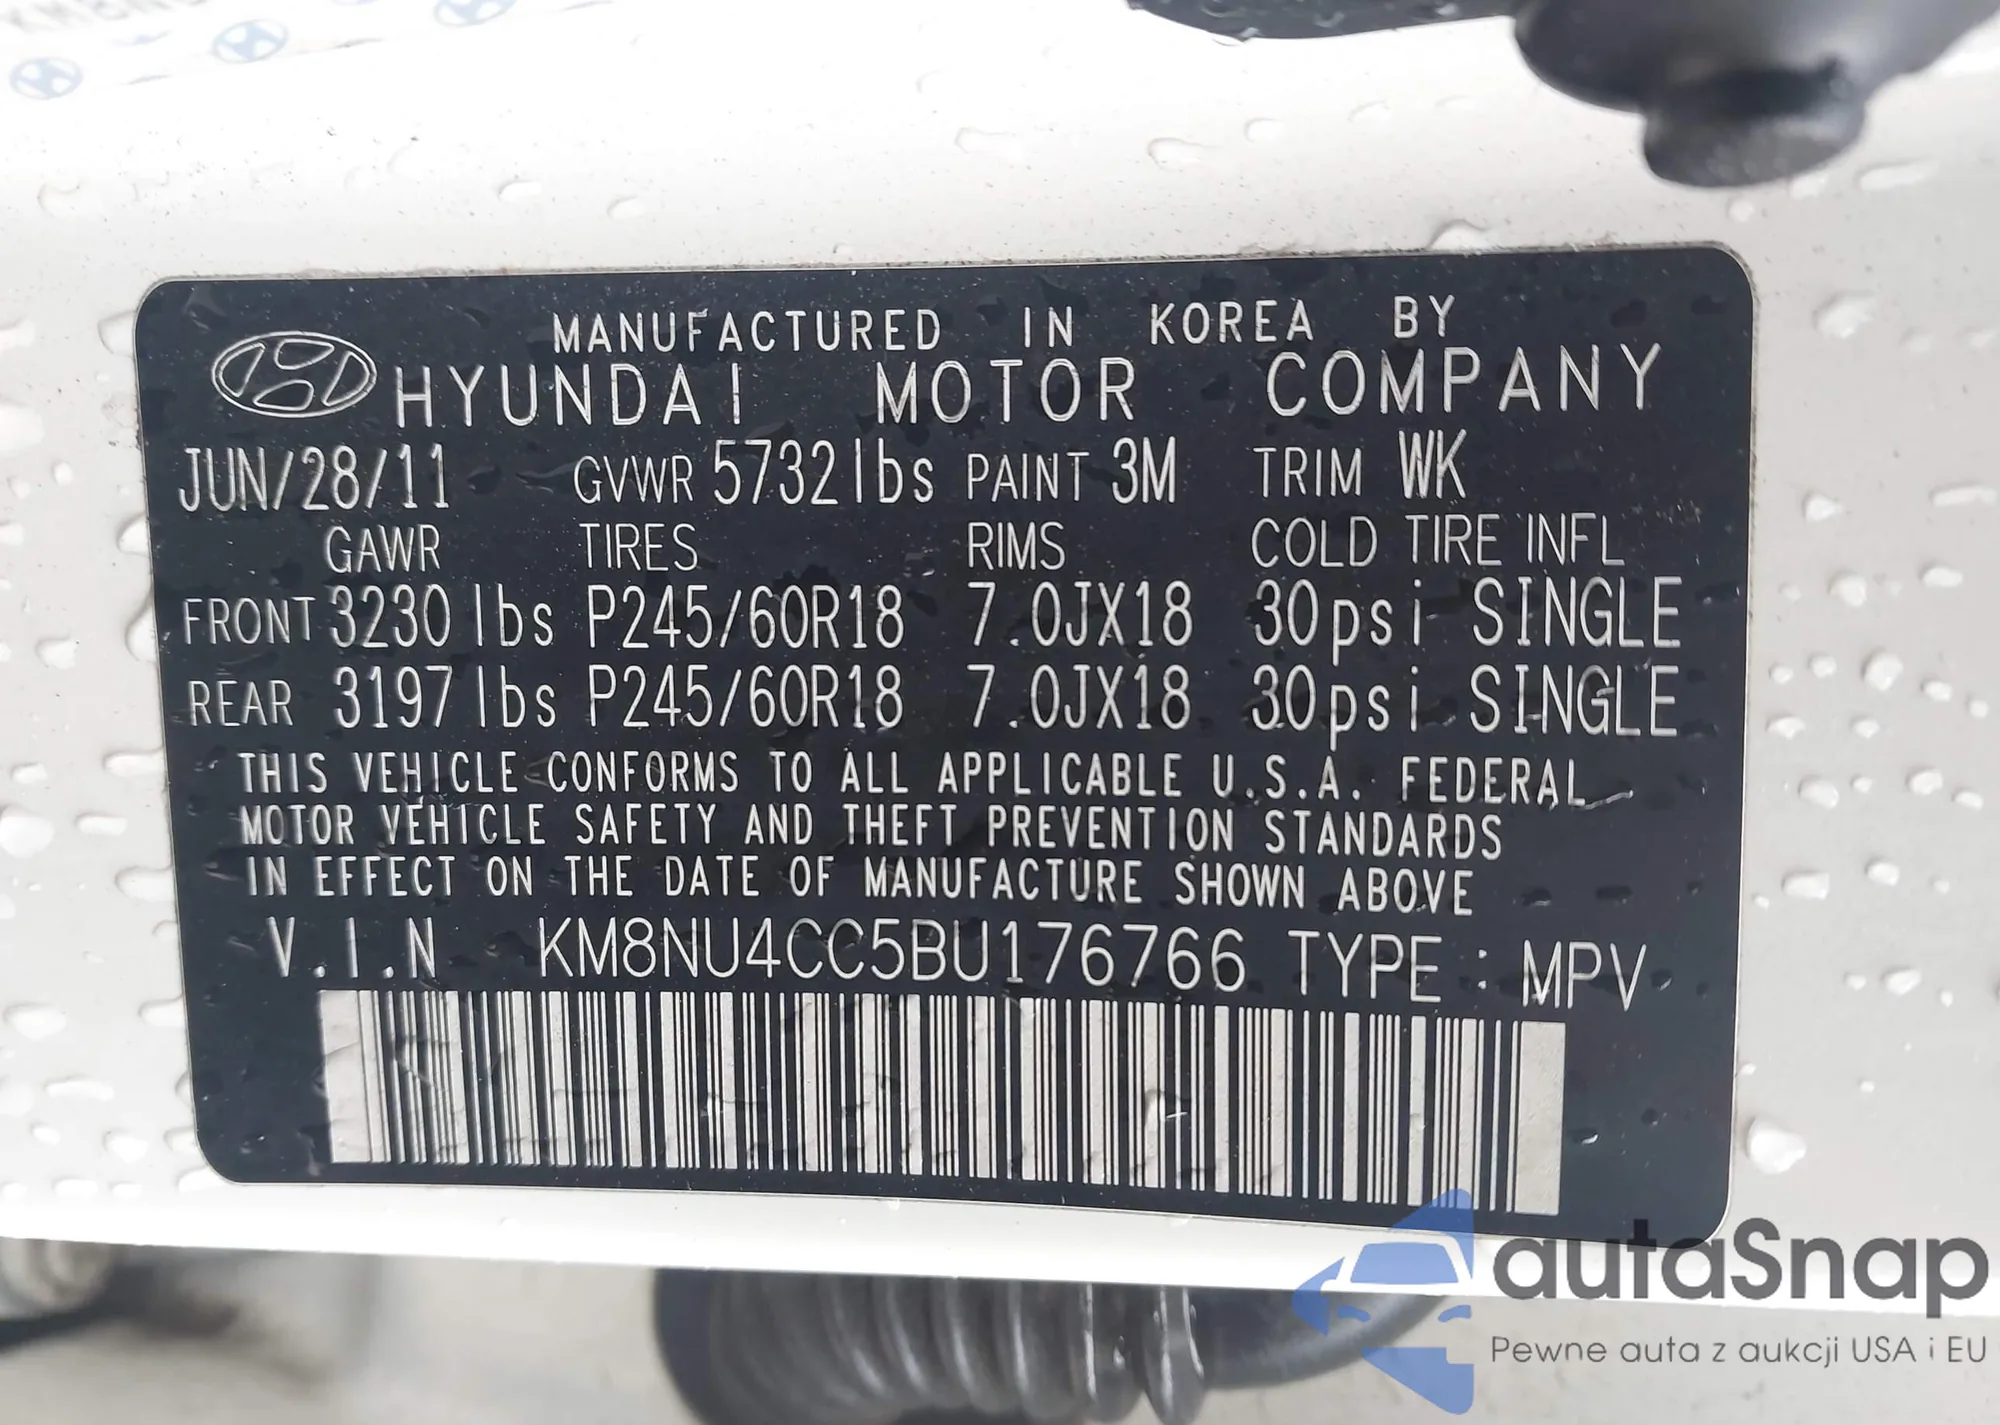 MANUFACTURED IN KOREA BY
HYUNDAI MOTOR COMPANY
JUN/28/11 GVWR 5732lbs PAINT 3M TRIM WK
GAWR TIRES RIMS COLD TIRE INFL
FRONT 3230lbs P245/60R18 7.0JX18 30psi SINGLE
REAR 3197lbs P245/60R18 7.0JX18 30psi SINGLE
THIS VEHICLE CONFORMS TO ALL APPLICABLE U.S.A. FEDERAL
MOTOR VEHICLE SAFETY AND THEFT PREVENTION STANDARDS
IN EFFECT ON THE DATE OF MANUFACTURE SHOWN ABOVE
V.I.N KM8NU4CC5BU176766 TYPE : MPV
autaSnap
Pewne auta z aukcji USA i EU